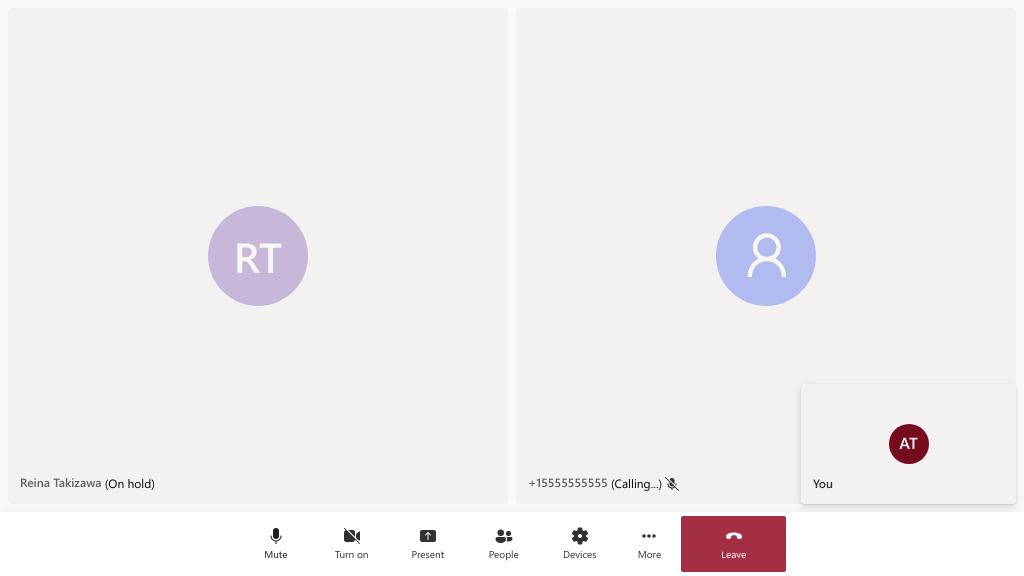 RT
Reina Takizawa (On hold)
+15555555555 (Calling...)
AT
You
Mute
Turn on
Present
People
Devices
More
Leave